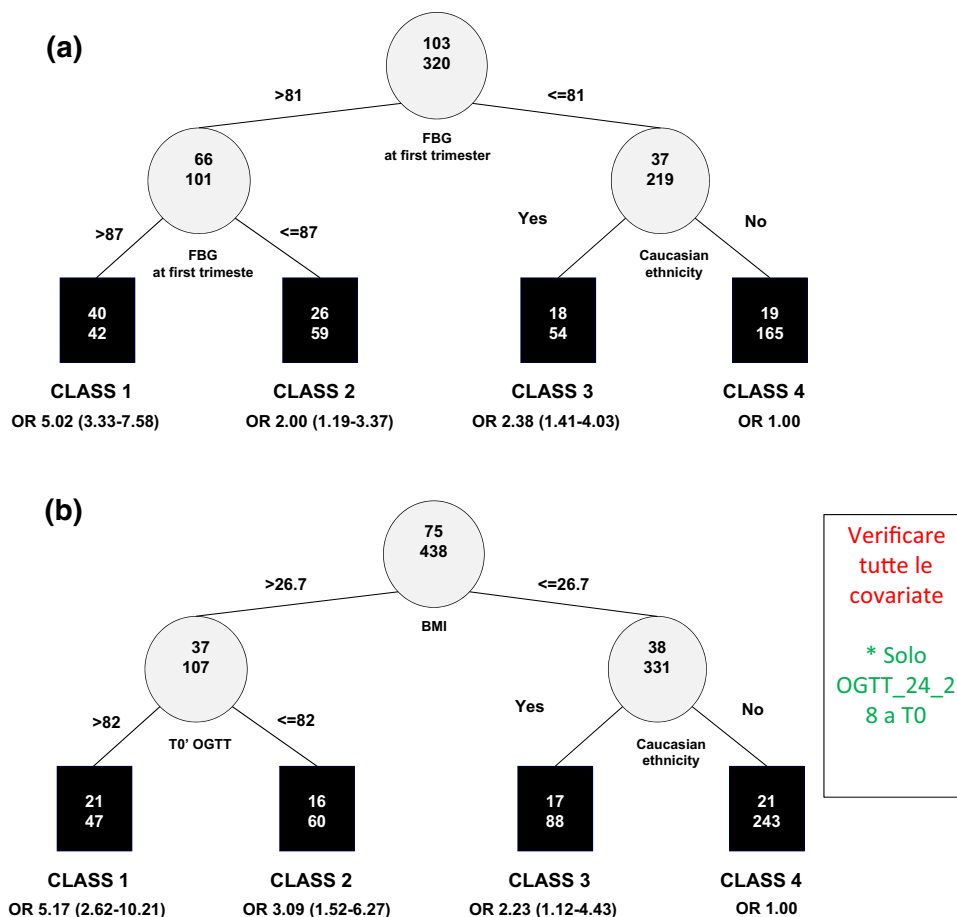 (a)
103
320
>81
<=81
FBG
at first trimester
66
101
37
219
>87
<=87
Yes
No
FBG
at first trimeste
Caucasian
ethnicity
40
42
26
59
18
54
19
165
CLASS 1
CLASS 2
CLASS 3
CLASS 4
OR 5.02 (3.33-7.58)
OR 2.00 (1.19-3.37)
OR 2.38 (1.41-4.03)
OR 1.00
(b)
75
438
>26.7
<=26.7
BMI
37
107
38
331
>82
<=82
Yes
No
T0' OGTT
Caucasian
ethnicity
21
47
16
60
17
88
21
243
CLASS 1
CLASS 2
CLASS 3
CLASS 4
OR 5.17 (2.62-10.21)
OR 3.09 (1.52-6.27)
OR 2.23 (1.12-4.43)
OR 1.00
Verificare
tutte le
covariate
* Solo
OGTT_24_2
8 a T0